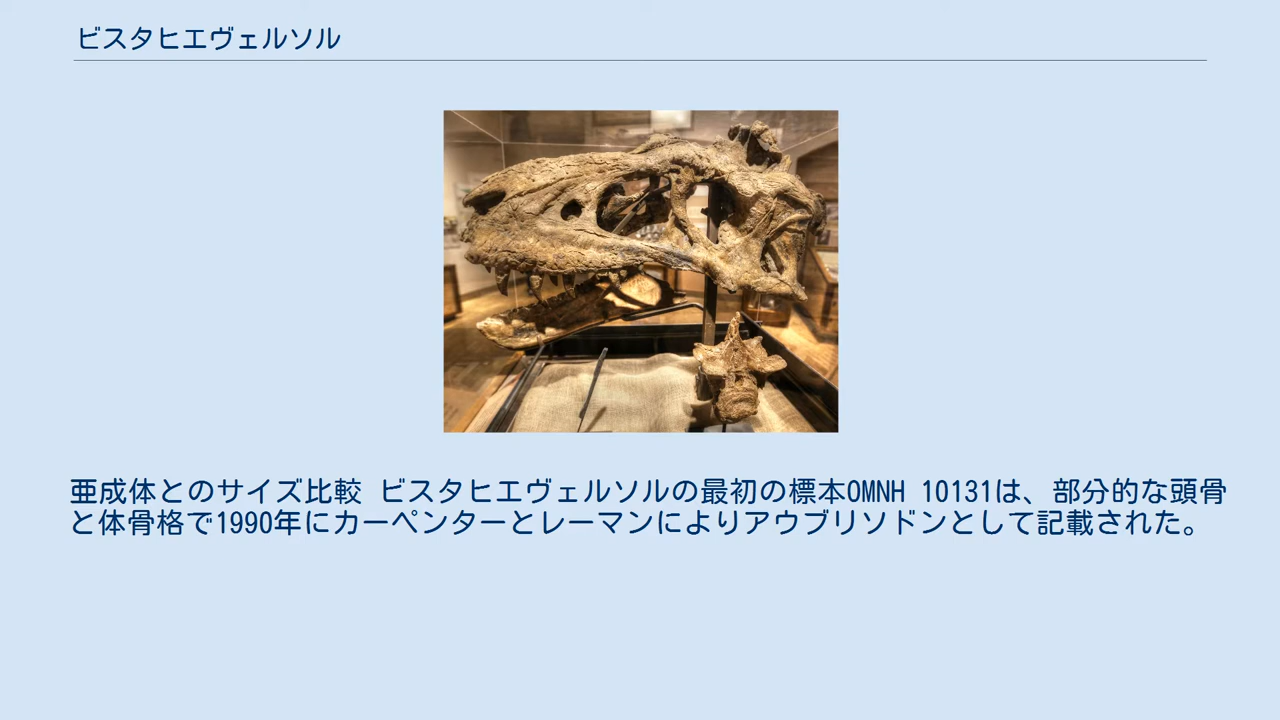 ビスタヒエヴェルソル
亜成体とのサイズ比較 ビスタヒエヴェルソルの最初の標本OMNH 10131は、部分的な頭骨
と体骨格で1990年にカーペンターとレーマンによりアウブリソドンとして記載された。